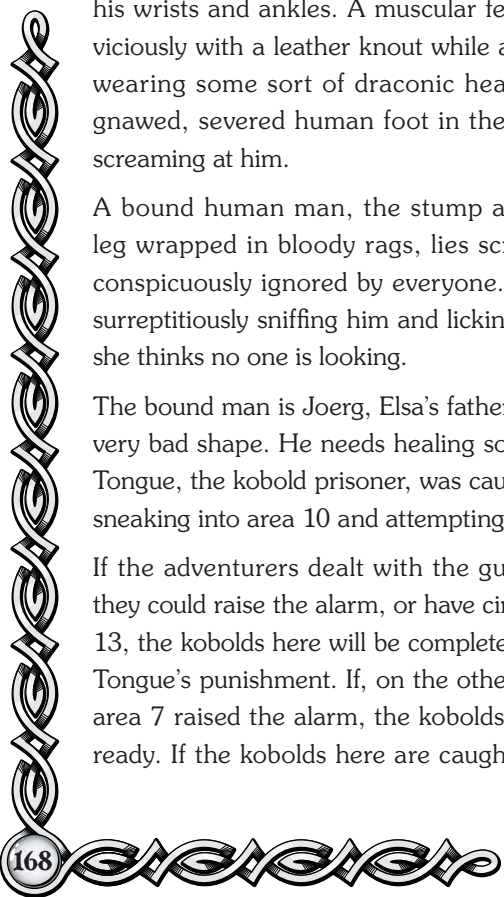 his wrists and ankles. A muscular fe
viciously with a leather knout while a
wearing some sort of draconic hea
gnawed, severed human foot in the
screaming at him.
A bound human man, the stump a
leg wrapped in bloody rags, lies sc
conspicuously ignored by everyone.
surreptitiously sniffing him and lickin
she thinks no one is looking.
The bound man is Joerg, Elsa’s father
very bad shape. He needs healing so
Tongue, the kobold prisoner, was cau
sneaking into area 10 and attempting
If the adventurers dealt with the gu
they could raise the alarm, or have cir
13, the kobolds here will be complete
Tongue’s punishment. If, on the othe
area 7 raised the alarm, the kobolds
ready. If the kobolds here are caugh
168